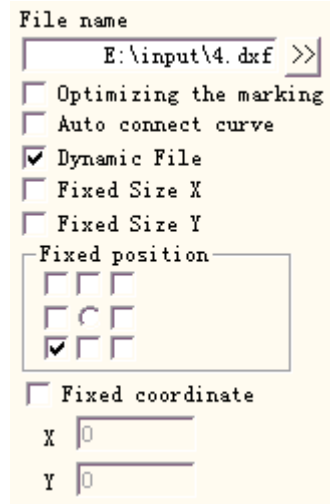 File name
E:\input\4.dxf >>
Optimizing the marking
Auto connect curve
Dynamic File
Fixed Size X
Fixed Size Y
Fixed position
Fixed coordinate
X 0
Y 0